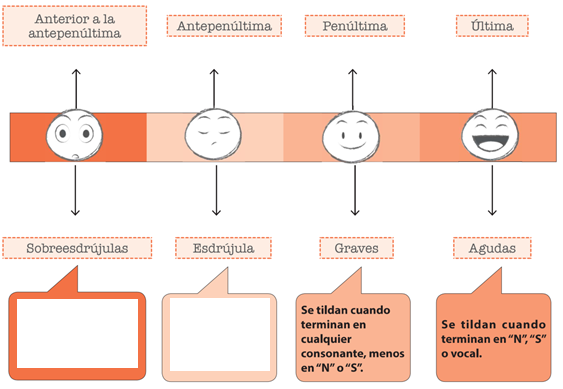 Anterior a la
antepenúltima
Antepenúltima
Penúltima
Última
Sobreesdrújulas
Esdrújula
Graves
Agudas
Se tildan cuando
terminan en
cualquier
consonante, menos
en “N” o “S”.
Se tildan cuando
terminan en “N”, “S”
o vocal.